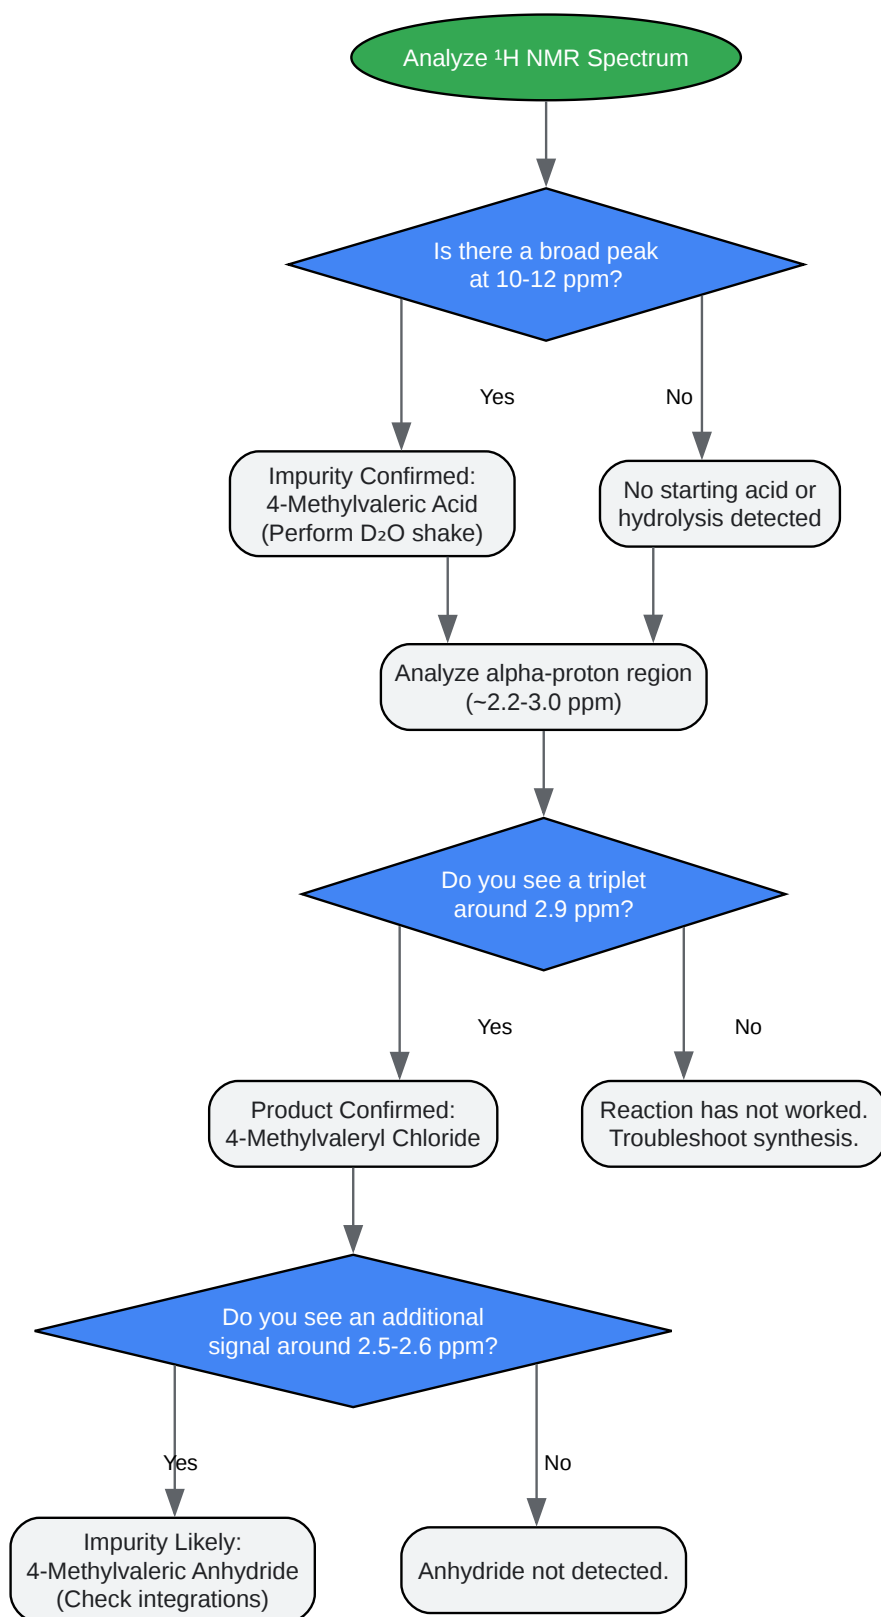 Analyze ¹H NMR Spectrum
Is there a broad peak
at 10-12 ppm?
Yes
No
Impurity Confirmed:
4-Methylvaleric Acid
(Perform D₂O shake)
No starting acid or
hydrolysis detected
Analyze alpha-proton region
(~2.2-3.0 ppm)
Do you see a triplet
around 2.9 ppm?
Yes
No
Product Confirmed:
4-Methylvaleryl Chloride
Reaction has not worked.
Troubleshoot synthesis.
Do you see an additional
signal around 2.5-2.6 ppm?
Yes
No
Impurity Likely:
4-Methylvaleric Anhydride
(Check integrations)
Anhydride not detected.